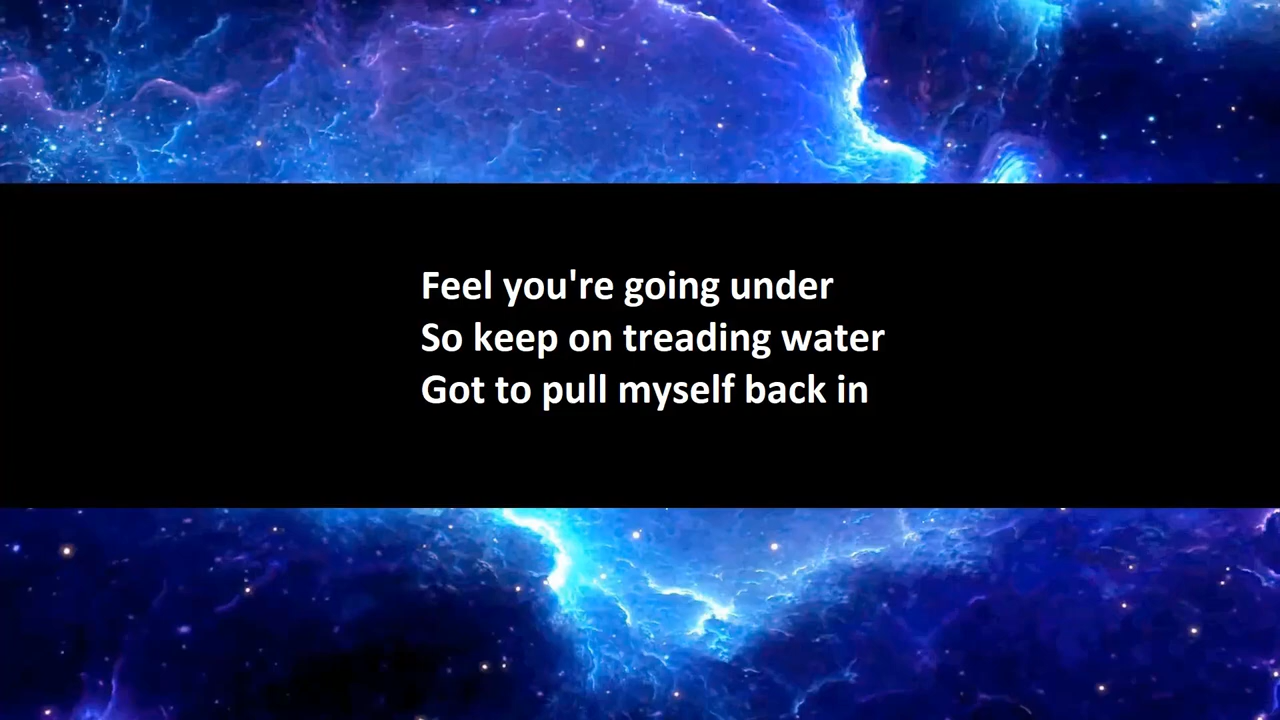 Feel you're going under
So keep on treading water
Got to pull myself back in